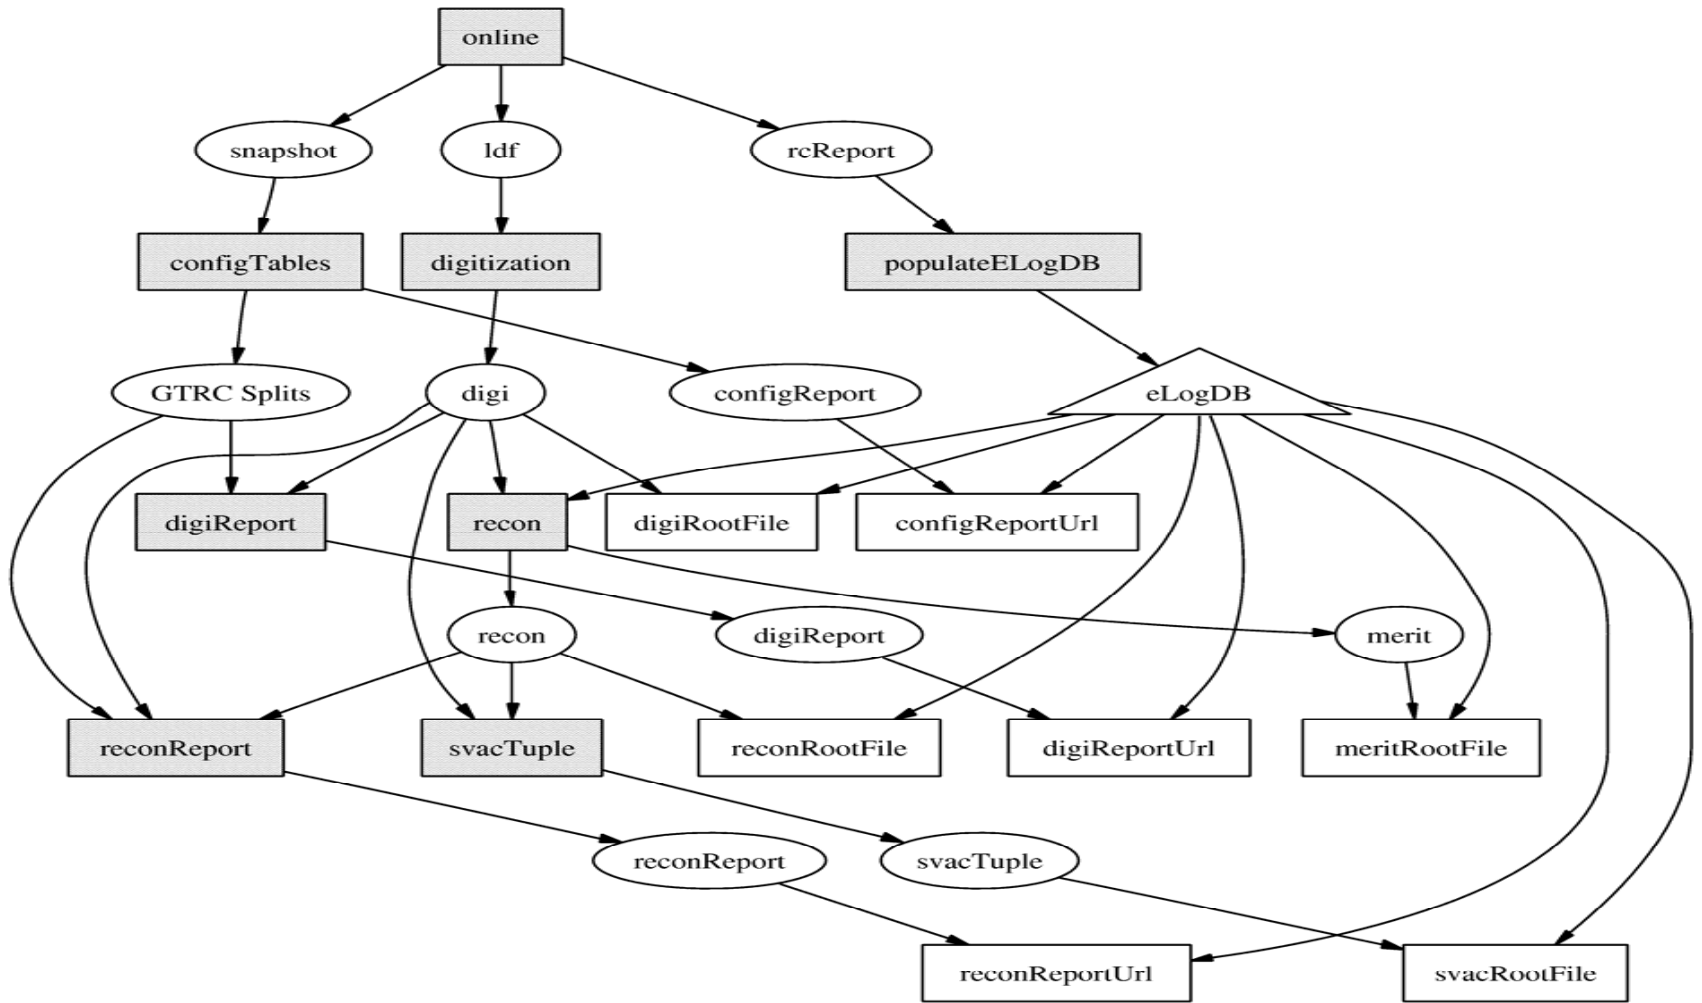 online
snapshot
ldf
rcReport
configTables
digitization
populateELogDB
GTRC Splits
digi
configReport
eLogDB
digiReport
recon
digiRootFile
configReportUrl
recon
digiReport
merit
reconReport
svacTuple
reconRootFile
digiReportUrl
meritRootFile
reconReport
svacTuple
reconReportUrl
svacRootFile